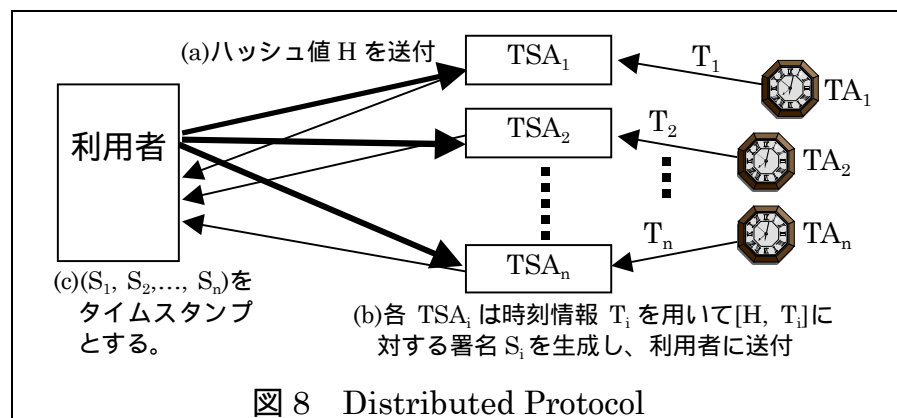 (a)ハッシュ値 H を送付
TSA₁
T₁
TA₁
利用者
TSA₂
T₂
TA₂
TSAₙ
Tₙ
TAₙ
(c)(S₁, S₂,…, Sₙ)を
タイムスタンプ
とする。
(b)各 TSAᵢ は時刻情報 Tᵢ を用いて[H, Tᵢ]に
対する署名 Sᵢ を生成し、利用者に送付
図 8 Distributed Protocol